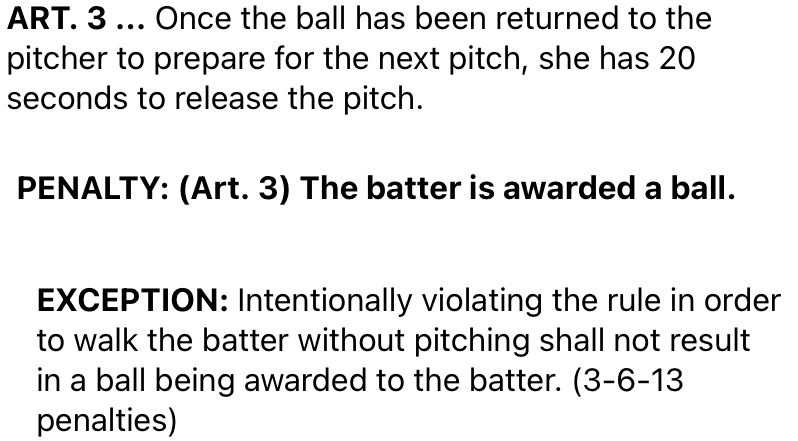 ART. 3 ... Once the ball has been returned to the
pitcher to prepare for the next pitch, she has 20
seconds to release the pitch.
PENALTY: (Art. 3) The batter is awarded a ball.
EXCEPTION: Intentionally violating the rule in order
to walk the batter without pitching shall not result
in a ball being awarded to the batter. (3-6-13
penalties)